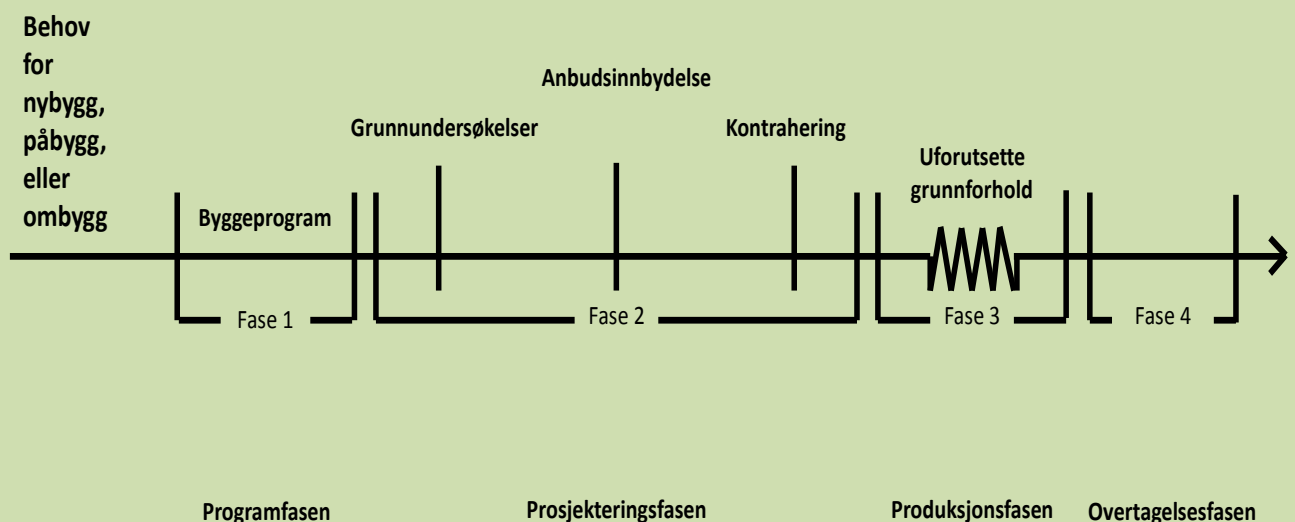 Behov
for
nybygg,
påbygg,
eller
ombygg
Anbudsinnbydelse
Grunnundersøkelser
Kontrahering
Uforutsette
grunnforhold
Byggeprogram
Fase 1
Fase 2
Fase 3
Fase 4
Programfasen
Prosjekteringsfasen
Produksjonsfasen
Overtagelsesfasen